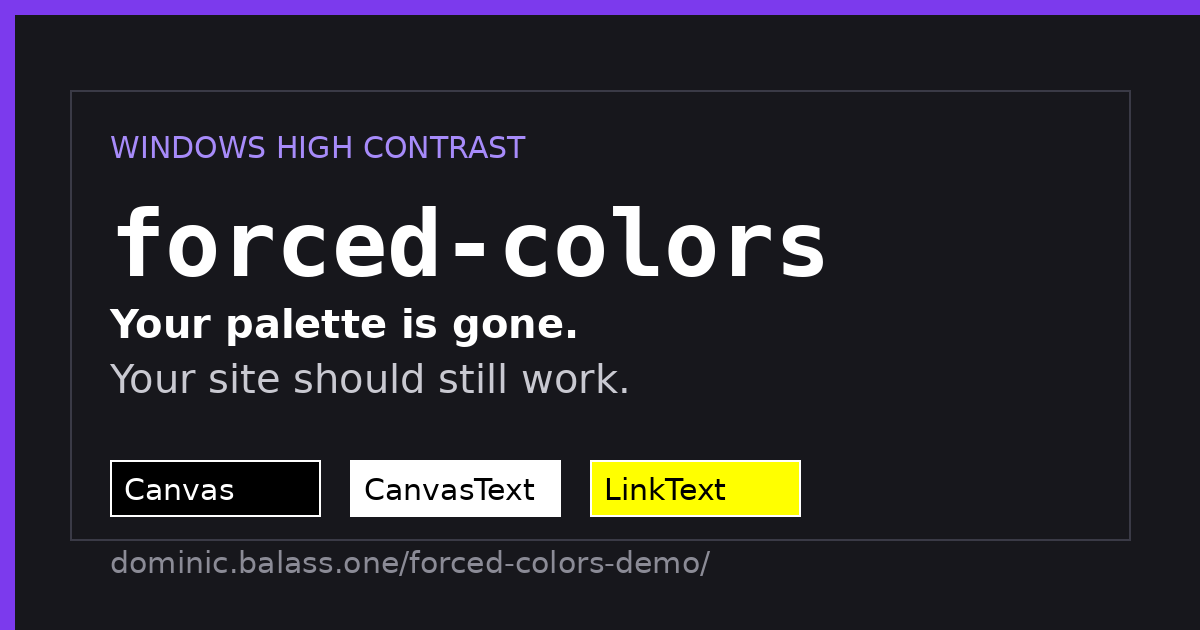 WINDOWS HIGH CONTRAST
forced-colors
Your palette is gone.
Your site should still work.
Canvas CanvasText LinkText
dominic.balass.one/forced-colors-demo/